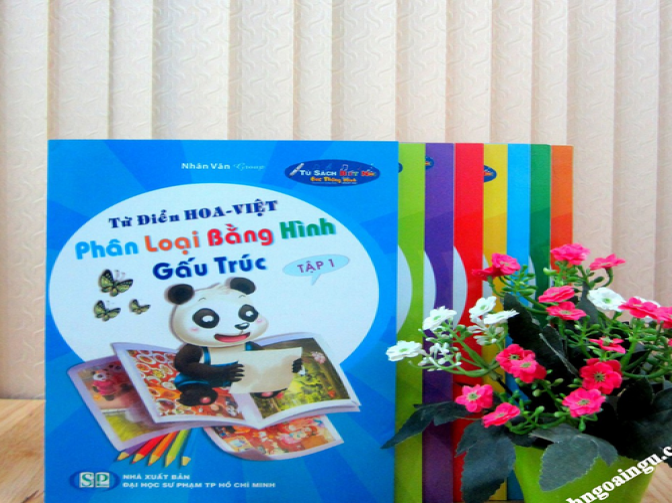 Nhân Văn Group
TỦ SÁCH
TỪ ĐIỂN HOA-VIỆT
Phân Loại Bằng Hình
Gấu Trúc
TẬP 1
SP
NHÀ XUẤT BẢN
ĐẠI HỌC SƯ PHẠM TP HỒ CHÍ MINH